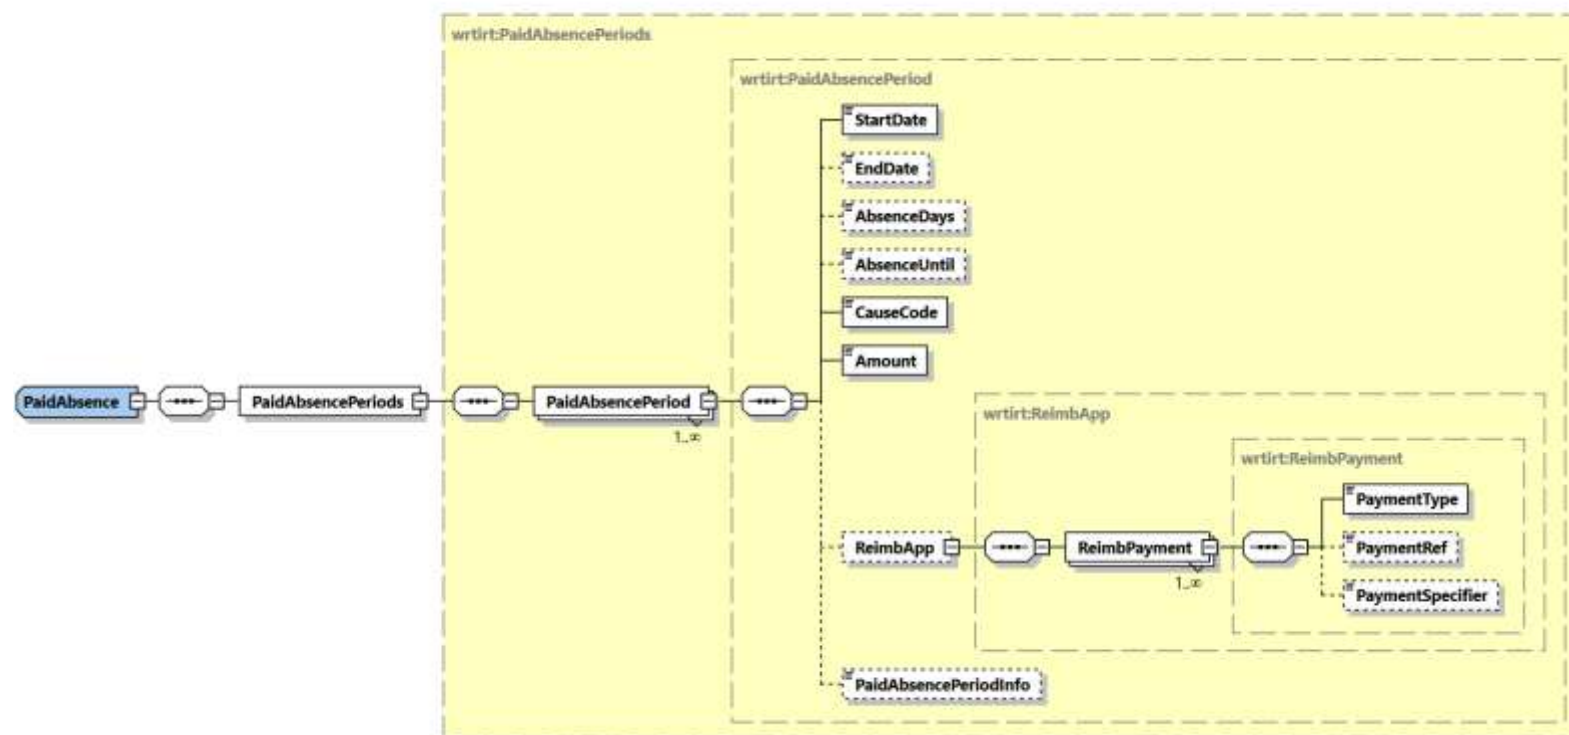 wrtirt:PaidAbsencePeriods
wrtirt:PaidAbsencePeriod
StartDate
EndDate
AbsenceDays
AbsenceUntil
CauseCode
Amount
PaidAbsence
PaidAbsencePeriods
PaidAbsencePeriod
1..∞
wrtirt:ReimbApp
wrtirt:ReimbPayment
PaymentType
ReimbApp
ReimbPayment
1..∞
PaymentRef
PaymentSpecifier
PaidAbsencePeriodInfo